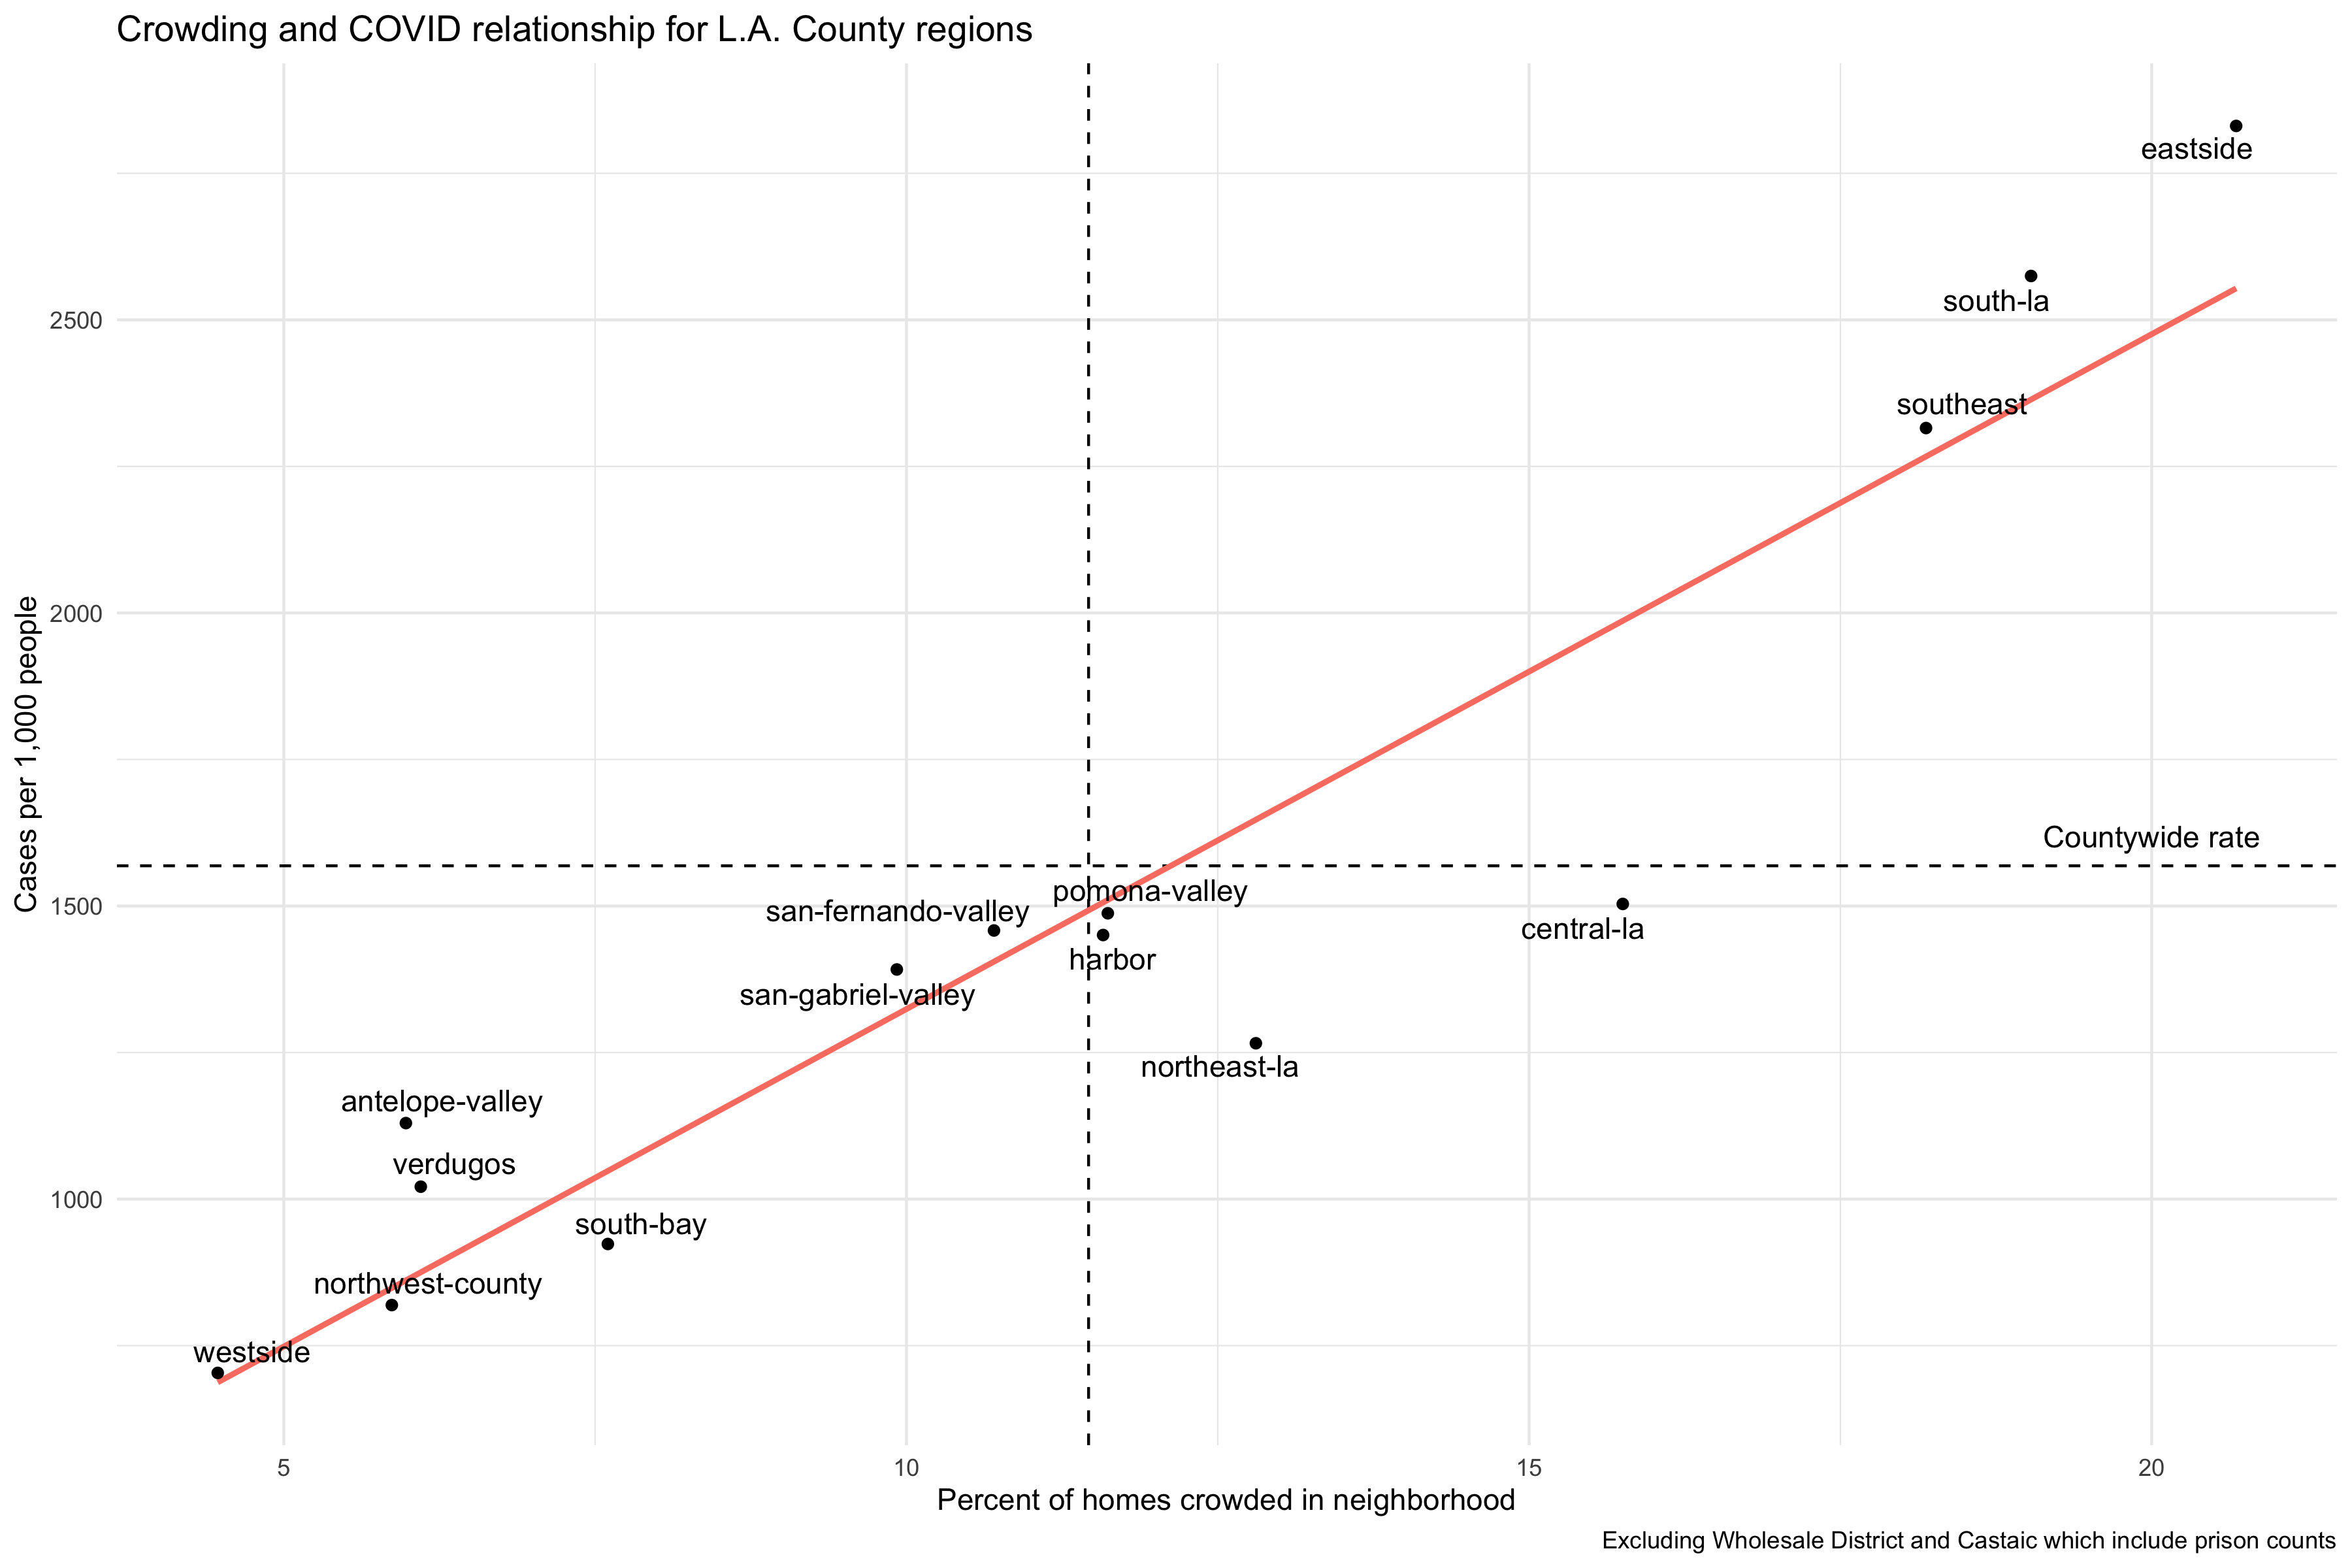 Crowding and COVID relationship for L.A. County regions
eastside
south-la
2500
southeast
2000
Cases per 1,000 people
Countywide rate
pomona-valley
san-fernando-valley
1500
central-la
harbor
san-gabriel-valley
northeast-la
antelope-valley
verdugos
1000
south-bay
northwest-county
westside
5
10
15
20
Percent of homes crowded in neighborhood
Excluding Wholesale District and Castaic which include prison counts